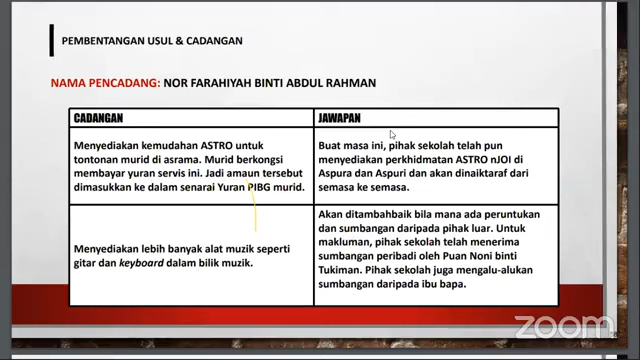 PEMBENTANGAN USUL & CADANGAN
NAMA PENCADANG: NOR FARAHIYAH BINTI ABDUL RAHMAN
CADANGAN
JAWAPAN
Menyediakan kemudahan ASTRO untuk
tontonan murid di asrama. Murid berkongsi
membayar yuran servis ini. Jadi amaun tersebut
dimasukkan ke dalam senarai Yuran PIBG murid.
Buat masa ini, pihak sekolah telah pun
menyediakan perkhidmatan ASTRO nJOI di
Aspura dan Aspuri dan akan dinaiktaraf dari
semasa ke semasa.
Menyediakan lebih banyak alat muzik seperti
gitar dan keyboard dalam bilik muzik.
Akan ditambahbaik bila mana ada peruntukan
dan sumbangan daripada pihak luar. Untuk
makluman, pihak sekolah telah menerima
sumbangan peribadi oleh Puan Noni binti
Tukiman. Pihak sekolah juga mengalu-alukan
sumbangan daripada ibu bapa.
zoom